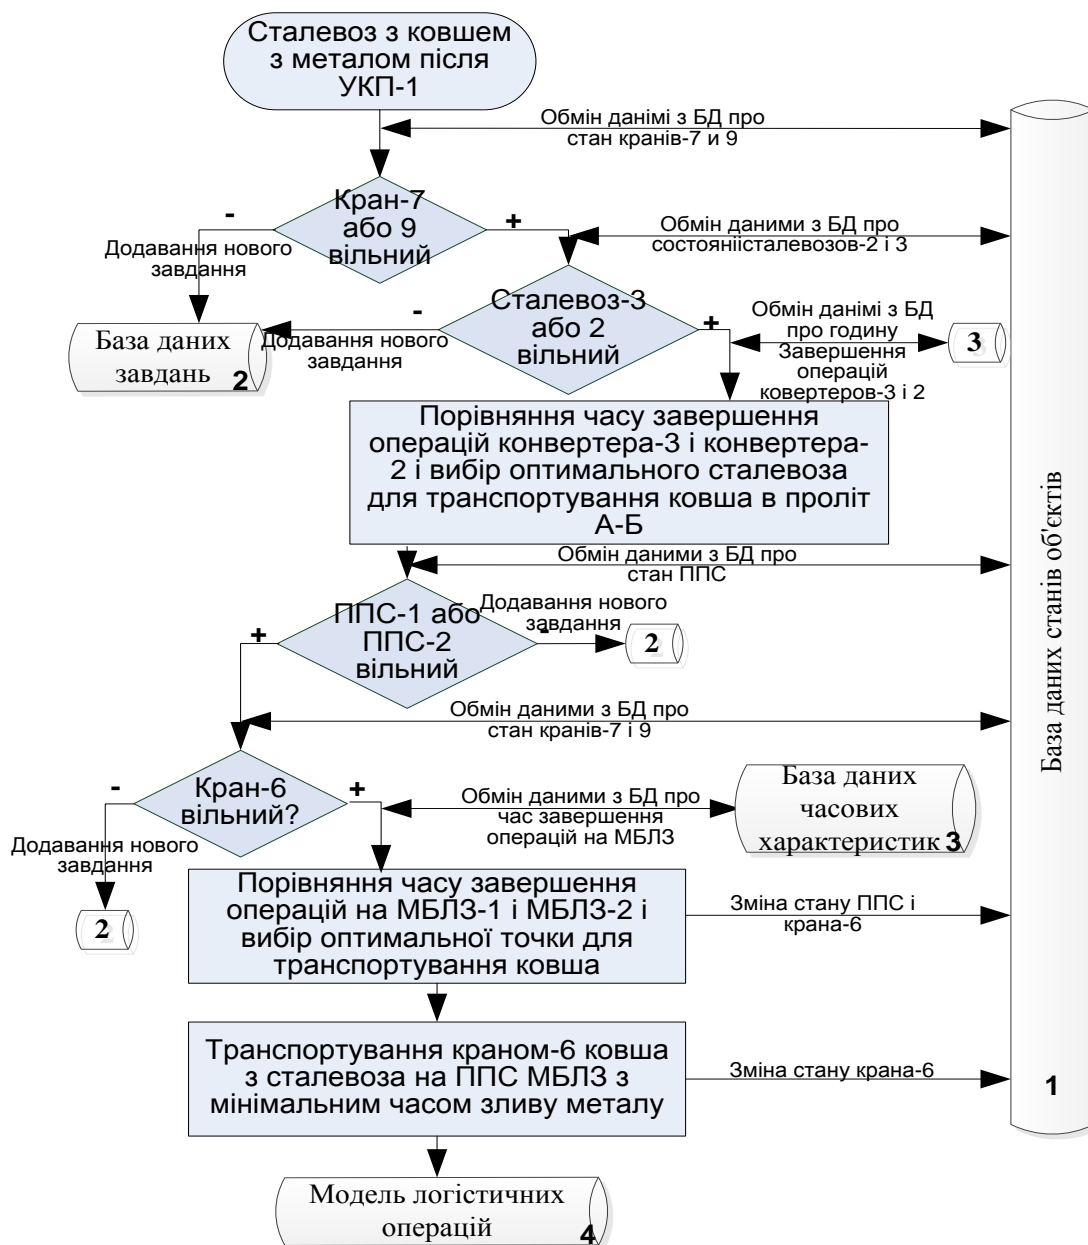 Сталевоз з ковшем
з металом після
УКП-1
Обмін данімі з БД про
стан кранів-7 и 9
Кран-7
або 9
вільний
-
+
Додавання нового
завдання
Обмін даними з БД про
состояніісталевозов-2 і 3
Сталевоз-3
або 2
вільний
-
+
Додавання нового
завдання
База даних
завдань
2
Обмін данімі з БД
про годину
Завершення
операцій
ковертеров-3 і 2
3
Порівняння часу завершення
операцій конвертера-3 і конвертера-
2 і вибір оптимального сталевоза
для транспортування ковша в проліт
А-Б
Обмін даними з БД про
стан ППС
ППС-1 або
ППС-2
вільний
+
-
Додавання нового
завдання
2
Обмін даними з БД про
стан кранів-7 і 9
Кран-6
вільний?
-
+
Додавання нового
завдання
2
Обмін даними з БД про
час завершення
операцій на МБЛЗ
База даних
часових
характеристик
3
Порівняння часу завершення
операцій на МБЛЗ-1 і МБЛЗ-2 і
вибір оптимальної точки для
транспортування ковша
Зміна стану ППС і
крана-6
Транспортування краном-6 ковша
з сталевоза на ППС МБЛЗ з
мінімальним часом зливу металу
Зміна стану крана-6
Модель логістичних
операцій
4
База даних станів об'єктів
1